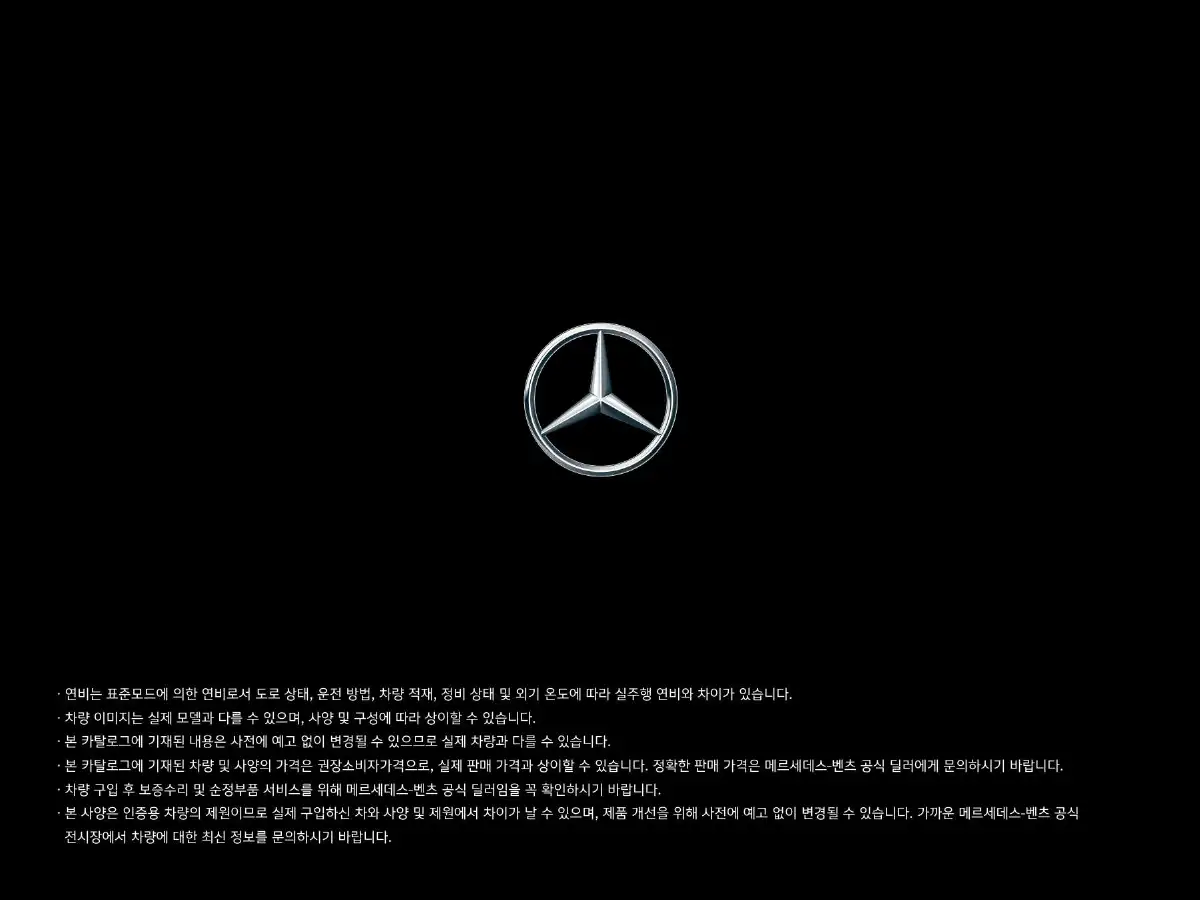 · 연비는 표준모드에 의한 연비로서 도로 상태, 운전 방법, 차량 적재, 정비 상태 및 외기 온도에 따라 실주행 연비와 차이가 있습니다.
· 차량 이미지는 실제 모델과 다를 수 있으며, 사양 및 구성에 따라 상이할 수 있습니다.
· 본 카탈로그에 기재된 내용은 사전에 예고 없이 변경될 수 있으므로 실제 차량과 다를 수 있습니다.
· 본 카탈로그에 기재된 차량 및 사양의 가격은 권장소비자가격으로, 실제 판매 가격과 상이할 수 있습니다. 정확한 판매 가격은 메르세데스-벤츠 공식 딜러에게 문의하시기 바랍니다.
· 차량 구입 후 보증수리 및 순정부품 서비스를 위해 메르세데스-벤츠 공식 딜러임을 꼭 확인하시기 바랍니다.
· 본 사양은 인증용 차량의 제원이므로 실제 구입하신 차와 사양 및 제원에서 차이가 날 수 있으며, 제품 개선을 위해 사전에 예고 없이 변경될 수 있습니다. 가까운 메르세데스-벤츠 공식
전시장에서 차량에 대한 최신 정보를 문의하시기 바랍니다.